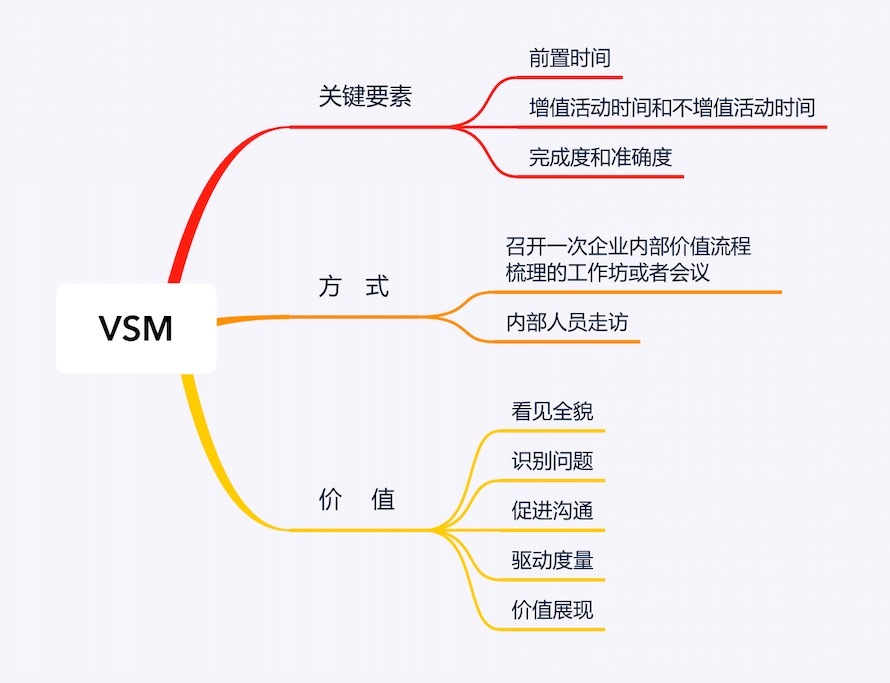 VSM
关键要素
前置时间
增值活动时间和不增值活动时间
完成度和准确度
方 式
召开一次企业内部价值流程
梳理的工作坊或者会议
内部人员走访
价 值
看见全貌
识别问题
促进沟通
驱动度量
价值展现